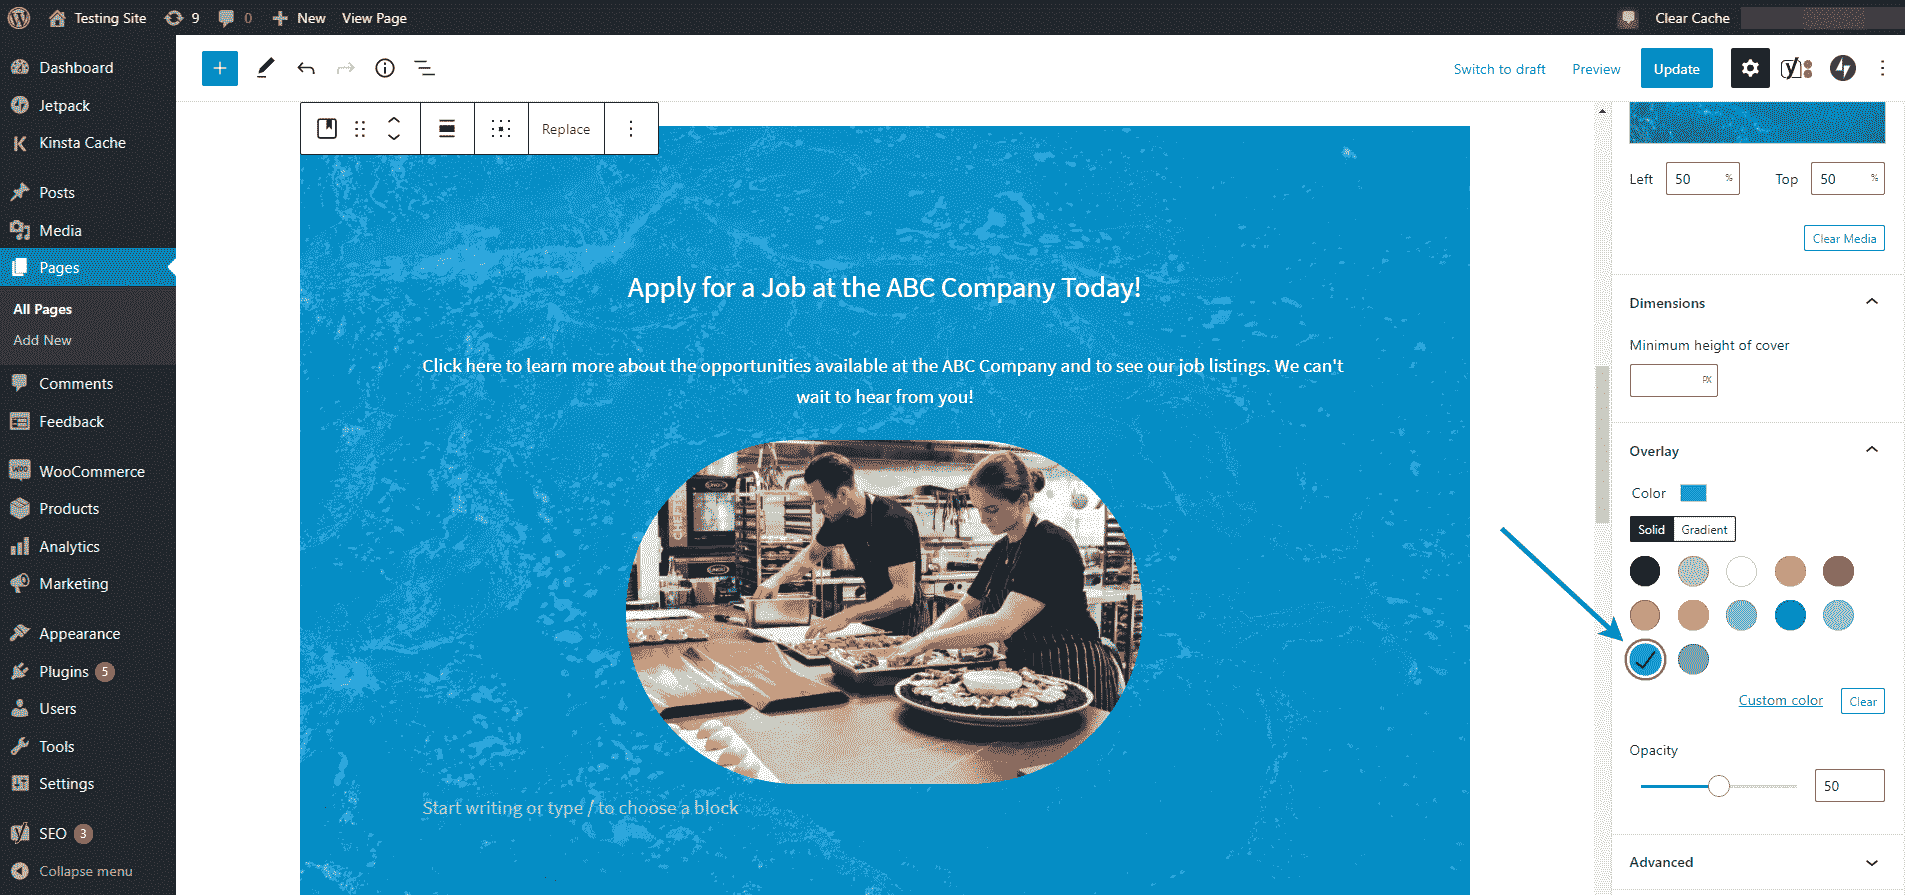 Testing Site 9 0 New View Page Clear Cache
Dashboard
Jetpack
Kinsta Cache
Posts
Media
Pages
All Pages
Add New
Comments
Feedback
WooCommerce
Products
Analytics
Marketing
Appearance
Plugins 5
Users
Tools
Settings
SEO 3
Collapse menu
Switch to draft Preview Update
Replace
Apply for a Job at the ABC Company Today!
Click here to learn more about the opportunities available at the ABC Company and to see our job listings. We can't
wait to hear from you!
Start writing or type / to choose a block
Left 50 % Top 50 %
Clear Media
Dimensions
Minimum height of cover
PX
Overlay
Color
Solid Gradient
Custom color Clear
Opacity
50
Advanced